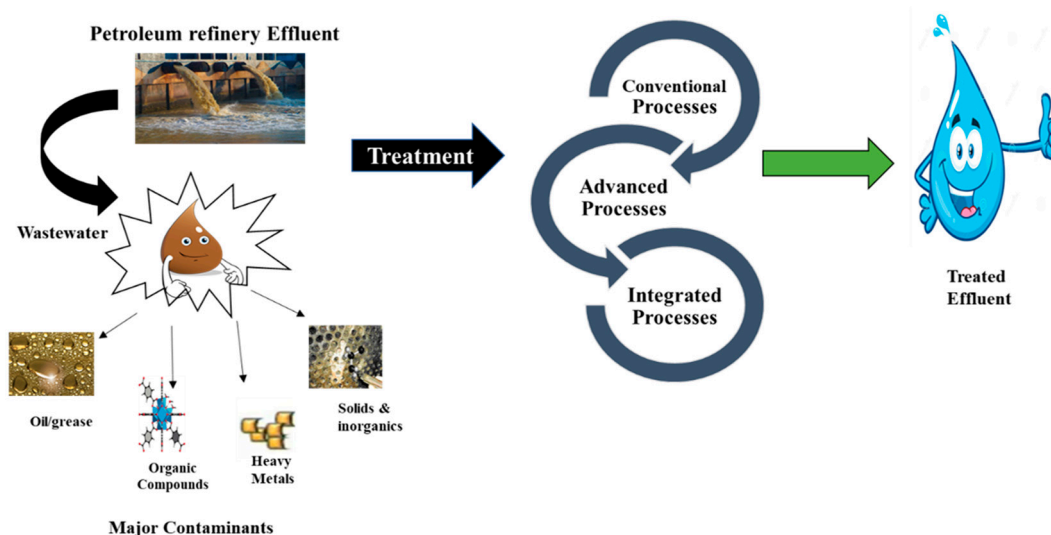 Petroleum refinery Effluent
Wastewater
Oil/grease
Organic
Compounds
Heavy
Metals
Solids &
inorganics
Major Contaminants
Treatment
Conventional
Processes
Advanced
Processes
Integrated
Processes
Treated
Effluent